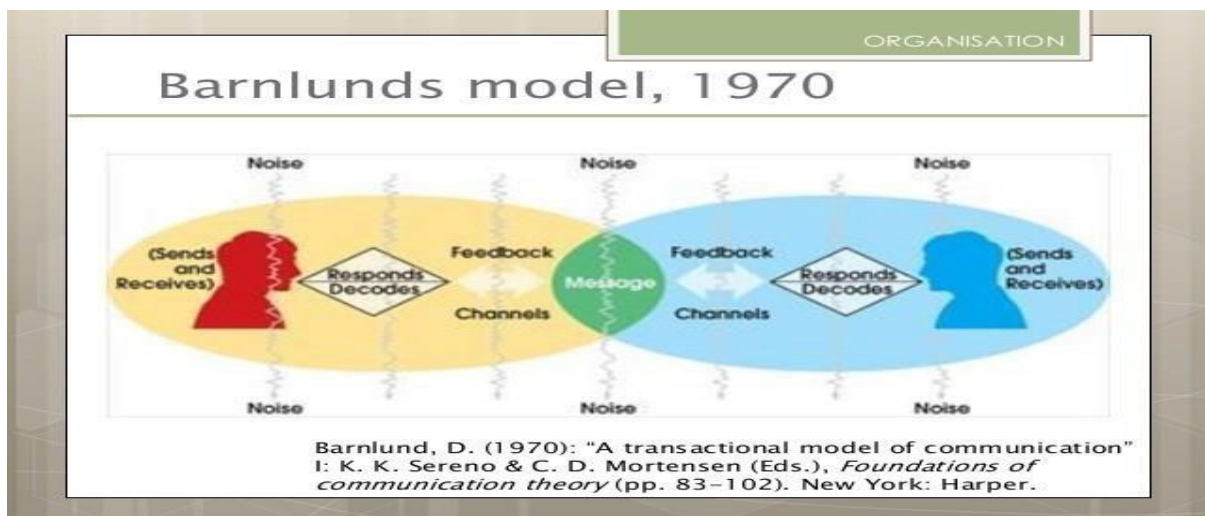 ORGANISATION
Barnlunds model, 1970
Noise Noise Noise
(Sends
and
Receives)
Responds
Decodes
Feedback
Channels
Message
Feedback
Channels
Responds
Decodes
(Sends
and
Receives)
Noise Noise Noise
Barnlund, D. (1970): “A transactional model of communication”
I: K. K. Sereno & C. D. Mortensen (Eds.), Foundations of
communication theory (pp. 83–102). New York: Harper.